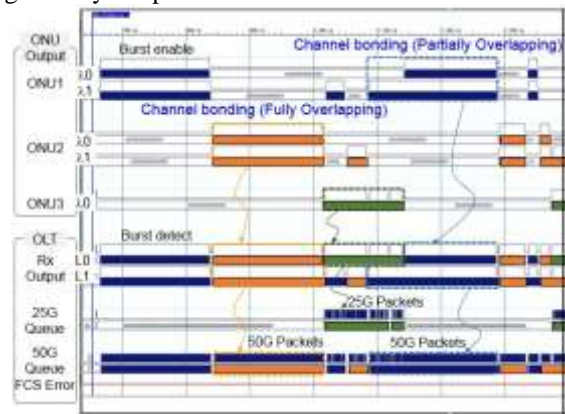 ONU
Output
Burst enable
Channel bonding (Partially Overlapping)
ONU1
Channel bonding (Fully Overlapping)
ONU2
ONU3
OLT
Burst detect
Rx
Output
25G Packets
25G
Queue
50G Packets
50G Packets
50G
Queue
FCS Error